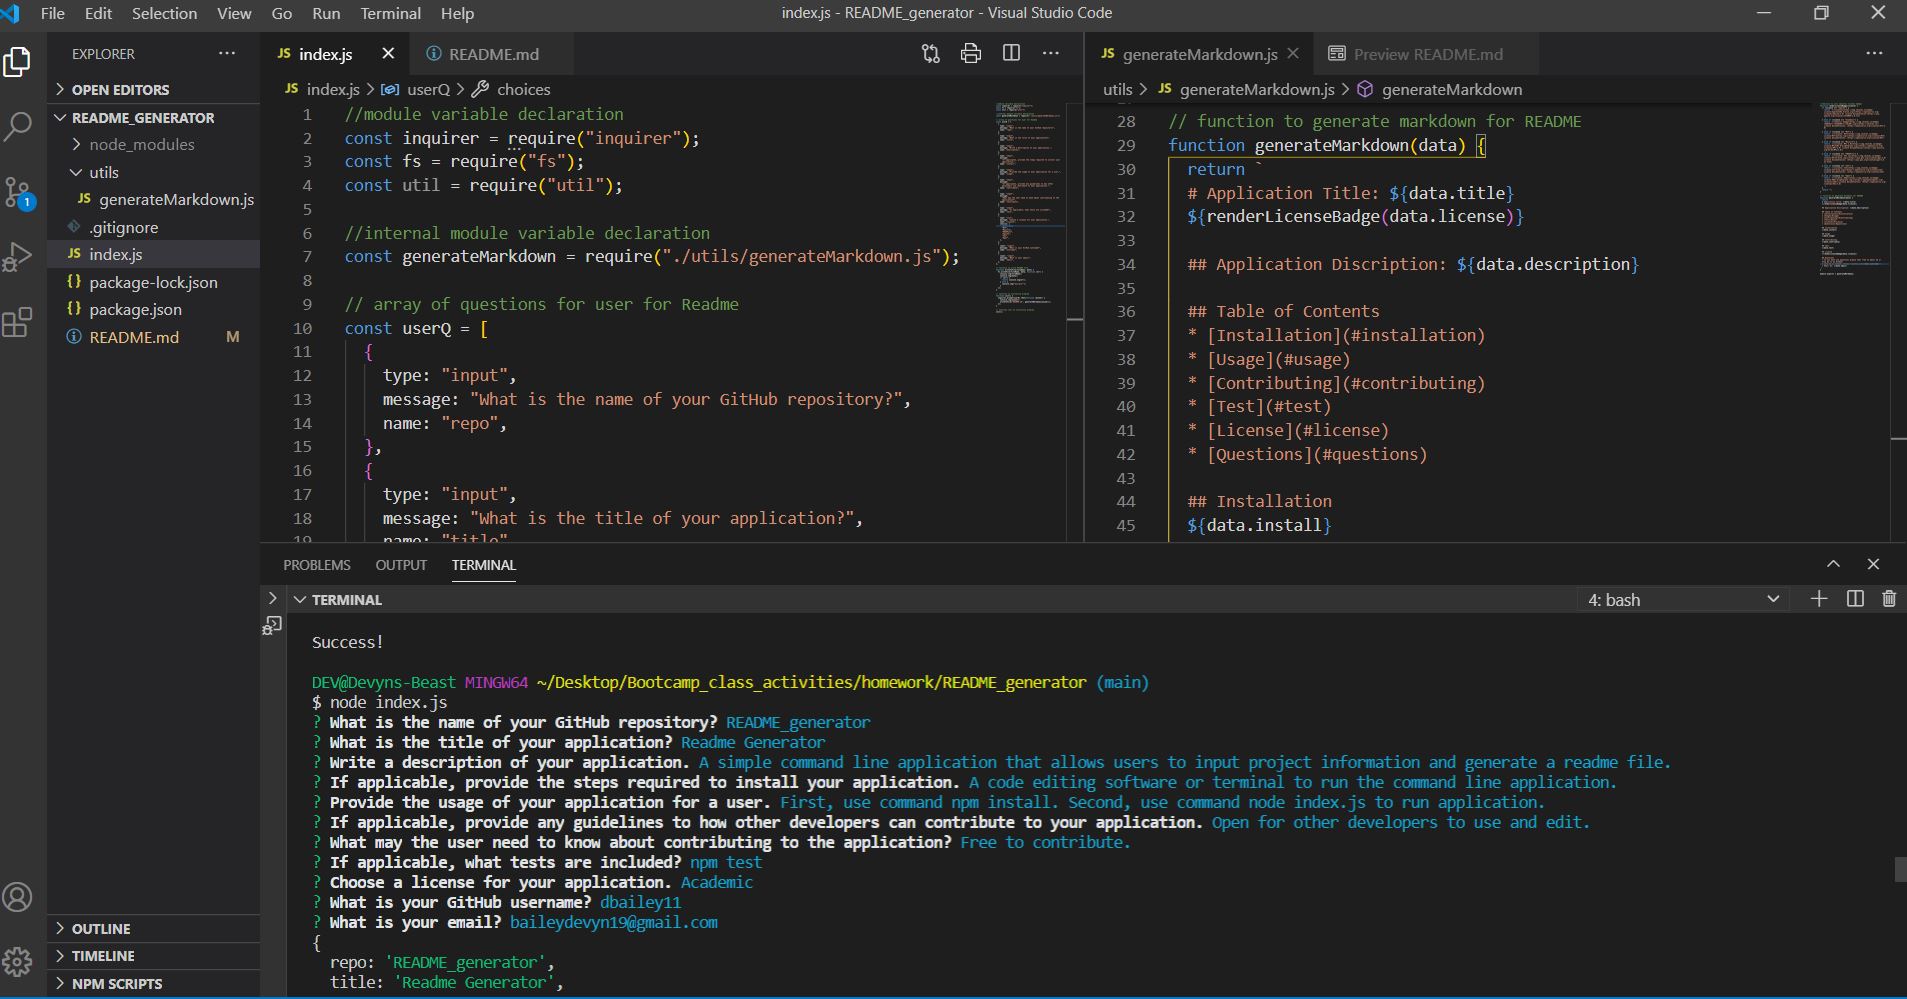 File Edit Selection View Go Run Terminal Help
index.js - README_generator - Visual Studio Code
EXPLORER
OPEN EDITORS
README_GENERATOR
node_modules
utils
JS generateMarkdown.js
.gitignore
JS index.js
{} package-lock.json
{} package.json
README.md M
1
OUTLINE
TIMELINE
NPM SCRIPTS
JS index.js README.md
JS index.js > userQ > choices
1 //module variable declaration
2 const inquirer = require("inquirer");
3 const fs = require("fs");
4 const util = require("util");
5
6 //internal module variable declaration
7 const generateMarkdown = require("./utils/generateMarkdown.js");
8
9 // array of questions for user for Readme
10 const userQ = [
11 {
12 type: "input",
13 message: "What is the name of your GitHub repository?",
14 name: "repo",
15 },
16 {
17 type: "input",
18 message: "What is the title of your application?",
19 name: "title"
JS generateMarkdown.js Preview README.md
utils > JS generateMarkdown.js > generateMarkdown
28 // function to generate markdown for README
29 function generateMarkdown(data) {
30 return `
31 # Application Title: ${data.title}
32 ${renderLicenseBadge(data.license)}
33
34 ## Application Discription: ${data.description}
35
36 ## Table of Contents
37 * [Installation](#installation)
38 * [Usage](#usage)
39 * [Contributing](#contributing)
40 * [Test](#test)
41 * [License](#license)
42 * [Questions](#questions)
43
44 ## Installation
45 ${data.install}
PROBLEMS OUTPUT TERMINAL
TERMINAL
4: bash
Success!
DEV@Devyns-Beast MINGW64 ~/Desktop/Bootcamp_class_activities/homework/README_generator (main)
$ node index.js
? What is the name of your GitHub repository? README_generator
? What is the title of your application? Readme Generator
? Write a description of your application. A simple command line application that allows users to input project information and generate a readme file.
? If applicable, provide the steps required to install your application. A code editing software or terminal to run the command line application.
? Provide the usage of your application for a user. First, use command npm install. Second, use command node index.js to run application.
? If applicable, provide any guidelines to how other developers can contribute to your application. Open for other developers to use and edit.
? What may the user need to know about contributing to the application? Free to contribute.
? If applicable, what tests are included? npm test
? Choose a license for your application. Academic
? What is your GitHub username? dbailey11
? What is your email? baileydevyn19@gmail.com
{
repo: 'README_generator',
title: 'Readme Generator',